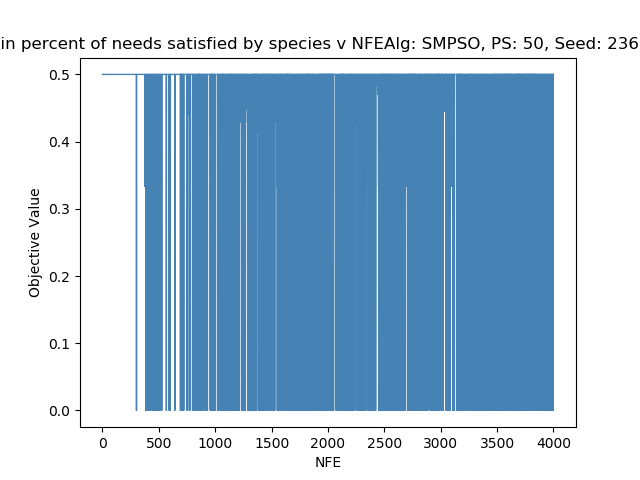 in percent of needs satisfied by species v NFEAlg: SMPSO, PS: 50, Seed: 236
0.5
0.4
0.3
0.2
0.1
0.0
Objective Value
0 500 1000 1500 2000 2500 3000 3500 4000
NFE